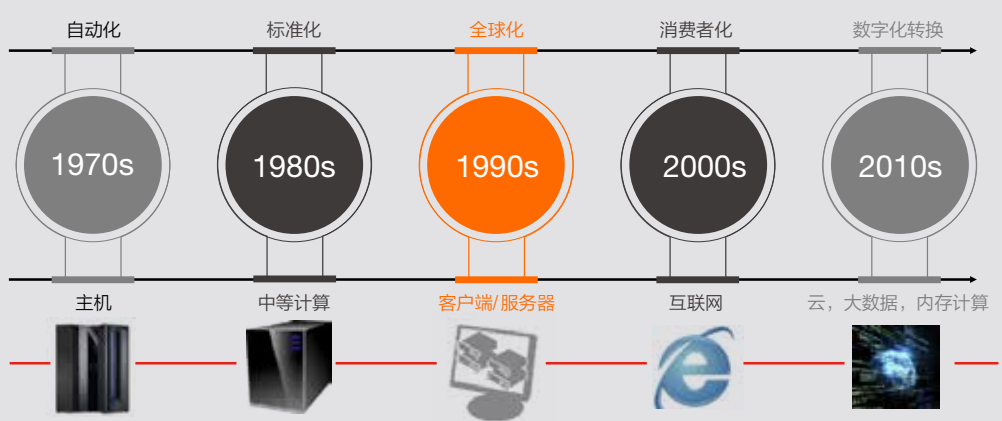 自动化
标准化
全球化
消费者化
数字化转换
1970s
1980s
1990s
2000s
2010s
主机
中等计算
客户端/服务器
互联网
云，大数据，内存计算